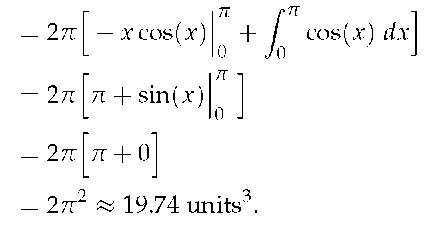 = 2π[ − x cos(x)|₀^π + ∫₀^π cos(x) dx]
= 2π[π + sin(x)|₀^π ]
= 2π[π + 0]
= 2π² ≈ 19.74 units³.